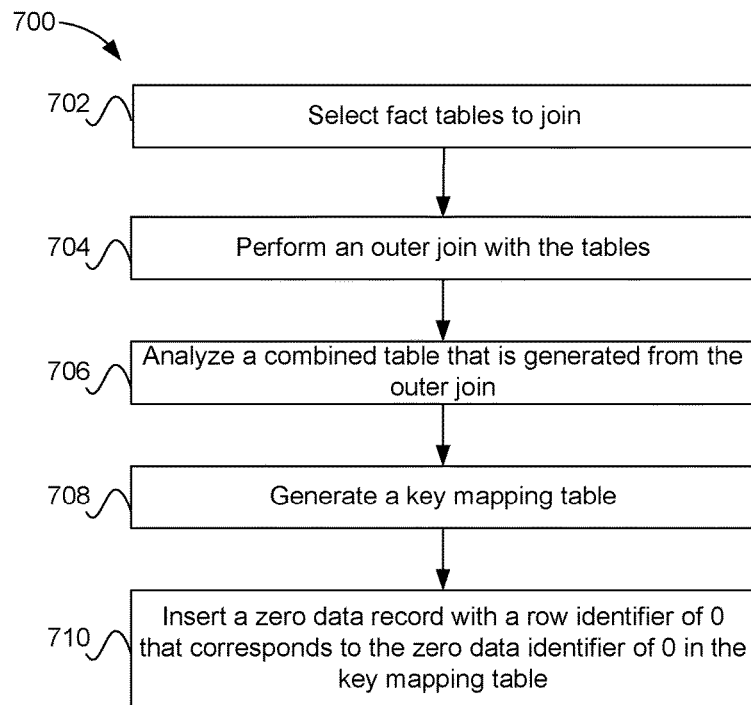 700
702
Select fact tables to join
704
Perform an outer join with the tables
706
Analyze a combined table that is generated from the
outer join
708
Generate a key mapping table
710
Insert a zero data record with a row identifier of 0
that corresponds to the zero data identifier of 0 in the
key mapping table